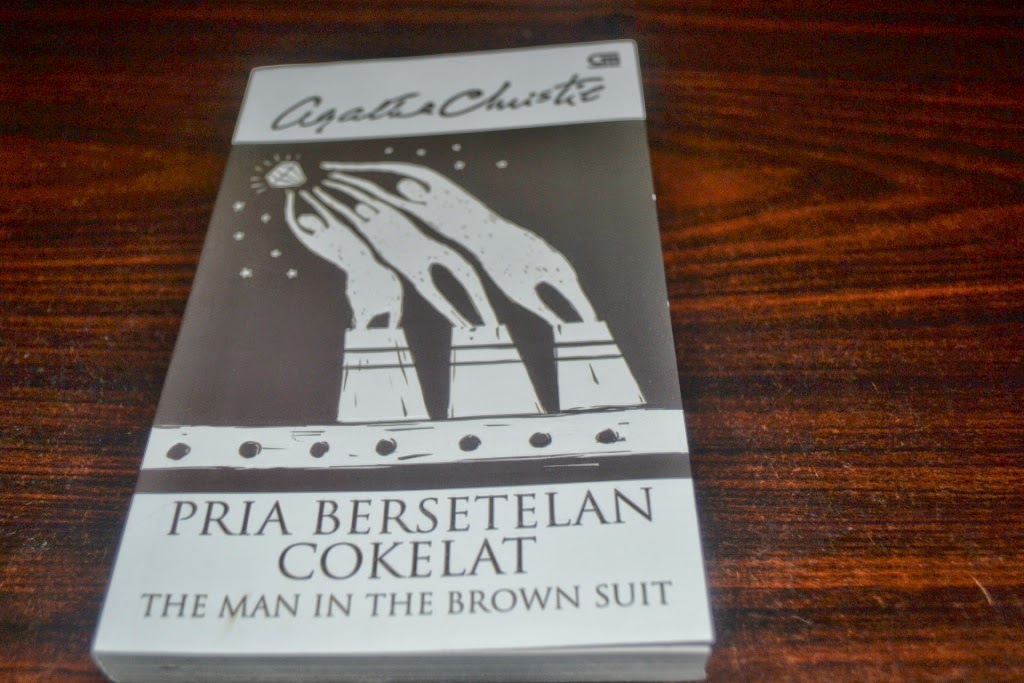 Agatha Christie
PRIA BERSETELAN
COKELAT
THE MAN IN THE BROWN SUIT